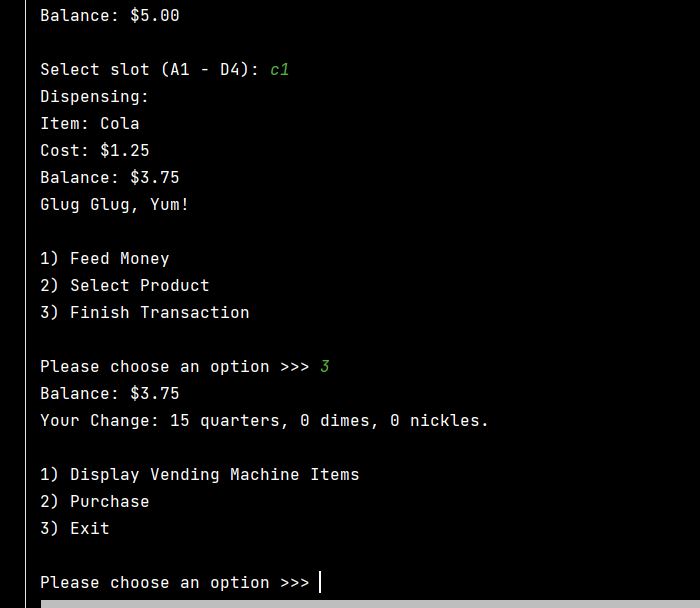 Balance: $5.00
Select slot (A1 - D4): c1
Dispensing:
Item: Cola
Cost: $1.25
Balance: $3.75
Glug Glug, Yum!
1) Feed Money
2) Select Product
3) Finish Transaction
Please choose an option >>> 3
Balance: $3.75
Your Change: 15 quarters, 0 dimes, 0 nickles.
1) Display Vending Machine Items
2) Purchase
3) Exit
Please choose an option >>>